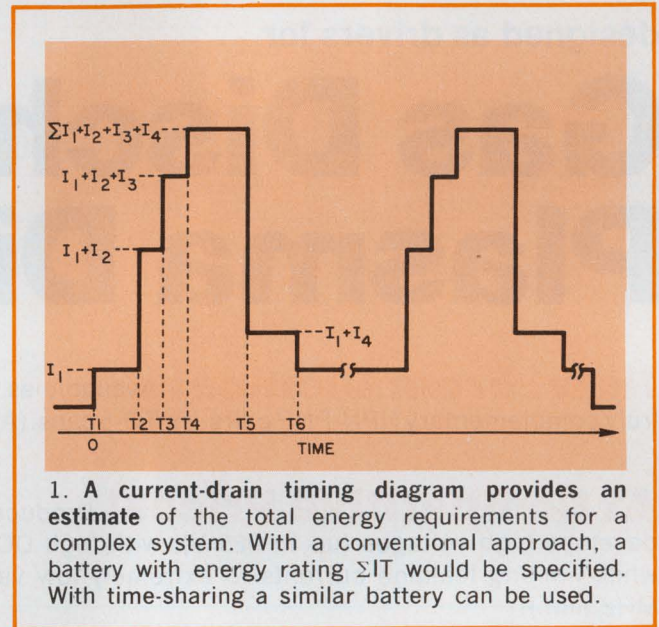 ΣI₁+I₂+I₃+I₄
I₁+I₂+I₃
I₁+I₂
I₁+I₄
I₁
T1 T2 T3 T4 T5 T6
0
TIME
1. A current-drain timing diagram provides an
estimate of the total energy requirements for a
complex system. With a conventional approach, a
battery with energy rating ΣIT would be specified.
With time-sharing a similar battery can be used.